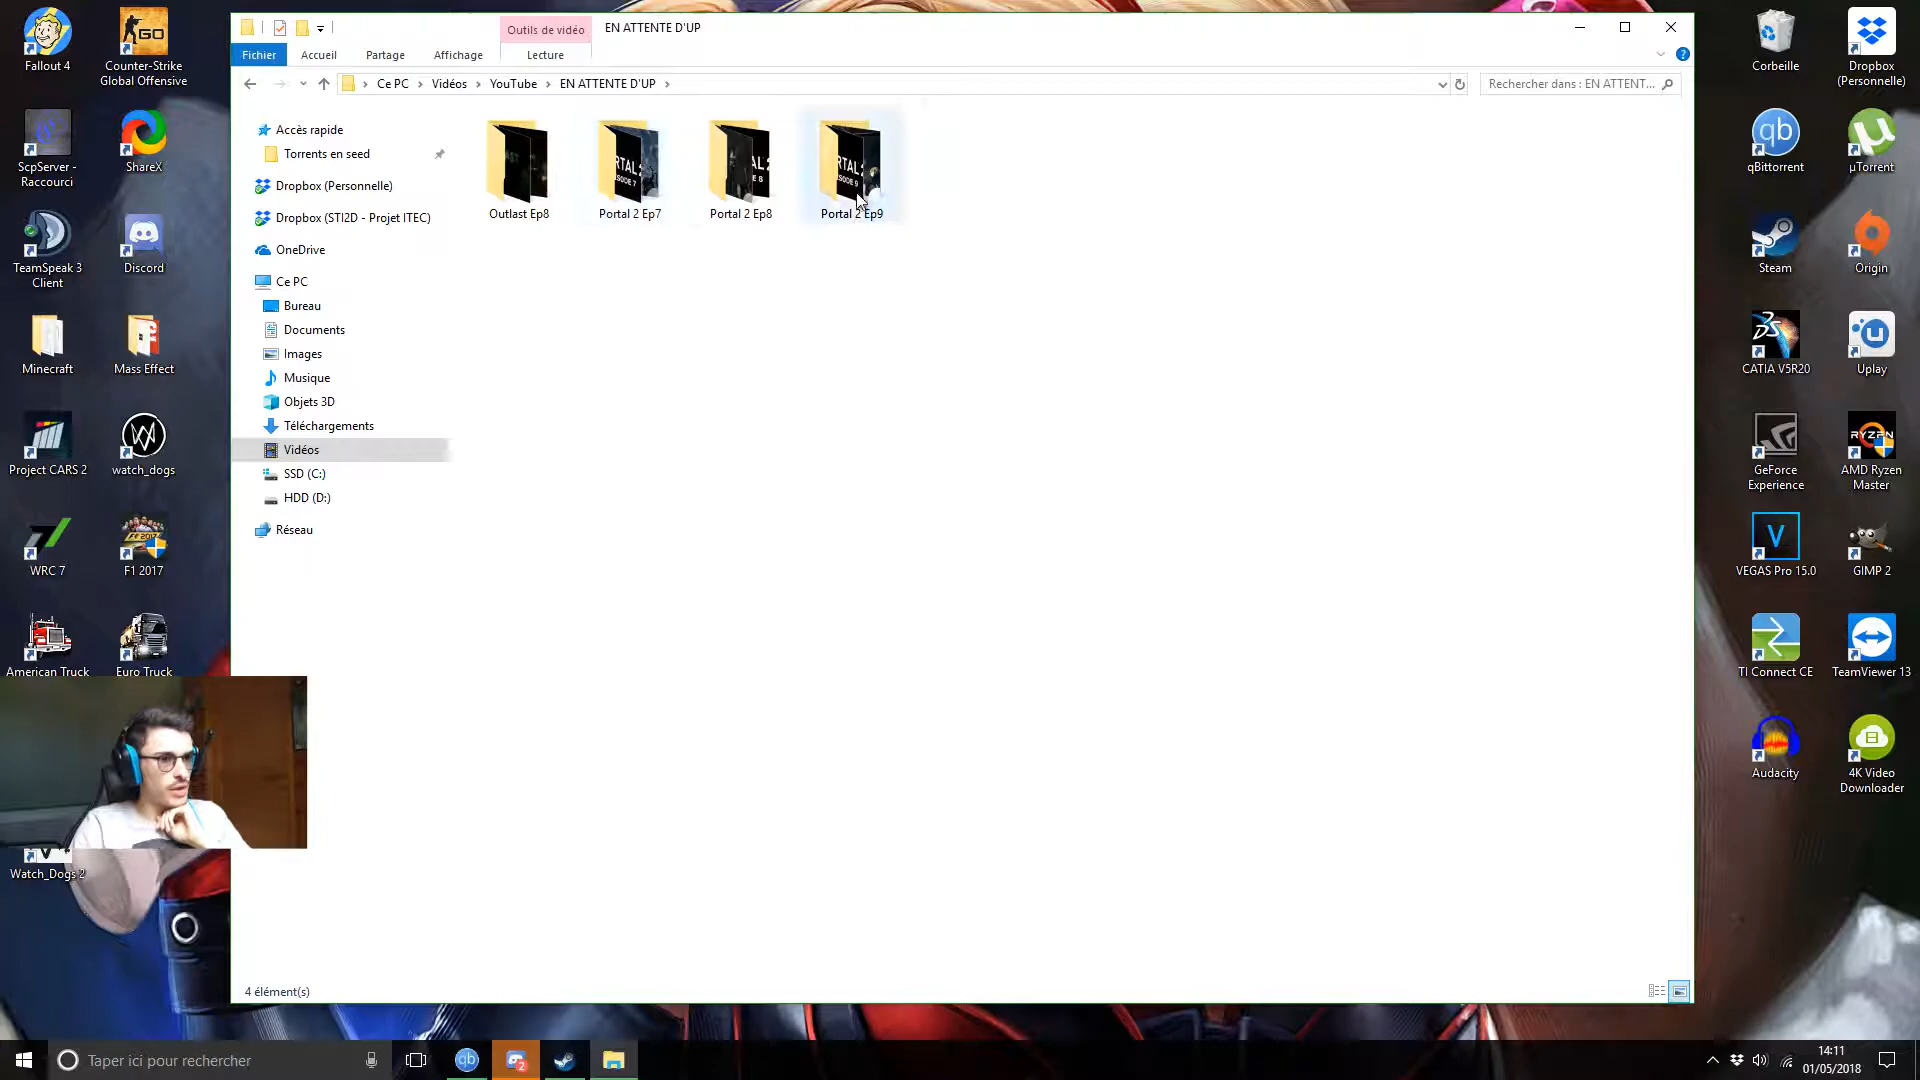 Outils de vidéo
EN ATTENTE D'UP
Fichier
Accueil
Partage
Affichage
Lecture
Ce PC
Vidéos
YouTube
EN ATTENTE D'UP
Rechercher dans : EN ATTENT...
Accès rapide
Torrents en seed
Dropbox (Personnelle)
Dropbox (STI2D - Projet ITEC)
OneDrive
Ce PC
Bureau
Documents
Images
Musique
Objets 3D
Téléchargements
Vidéos
SSD (C:)
HDD (D:)
Réseau
Outlast Ep8
Portal 2 Ep7
Portal 2 Ep8
Portal 2 Ep9
4 élément(s)
Fallout 4
Counter-Strike
Global Offensive
ScpServer -
Raccourci
ShareX
TeamSpeak 3
Client
Discord
Minecraft
Mass Effect
Project CARS 2
watch_dogs
WRC 7
F1 2017
American Truck
Euro Truck
Watch_Dogs 2
Corbeille
Dropbox
(Personnelle)
qBittorrent
µTorrent
Steam
Origin
CATIA V5R20
Uplay
GeForce
Experience
RYZEN
AMD Ryzen
Master
VEGAS Pro 15.0
GIMP 2
TI Connect CE
TeamViewer 13
Audacity
4K Video
Downloader
Taper ici pour rechercher
qb
2
14:11
01/05/2018